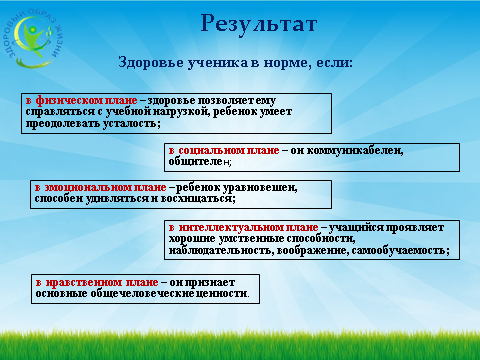 ЗДОРОВЫЙ ОБРАЗ ЖИЗНИ
Результат
Здоровье ученика в норме, если:
в физическом плане – здоровье позволяет ему
справляться с учебной нагрузкой, ребенок умеет
преодолевать усталость;
в социальном плане – он коммуникабелен,
общителен;
в эмоциональном плане – ребенок уравновешен,
способен удивляться и восхищаться;
в интеллектуальном плане – учащийся проявляет
хорошие умственные способности,
наблюдательность, воображение, самообучаемость;
в нравственном плане – он признает
основные общечеловеческие ценности.